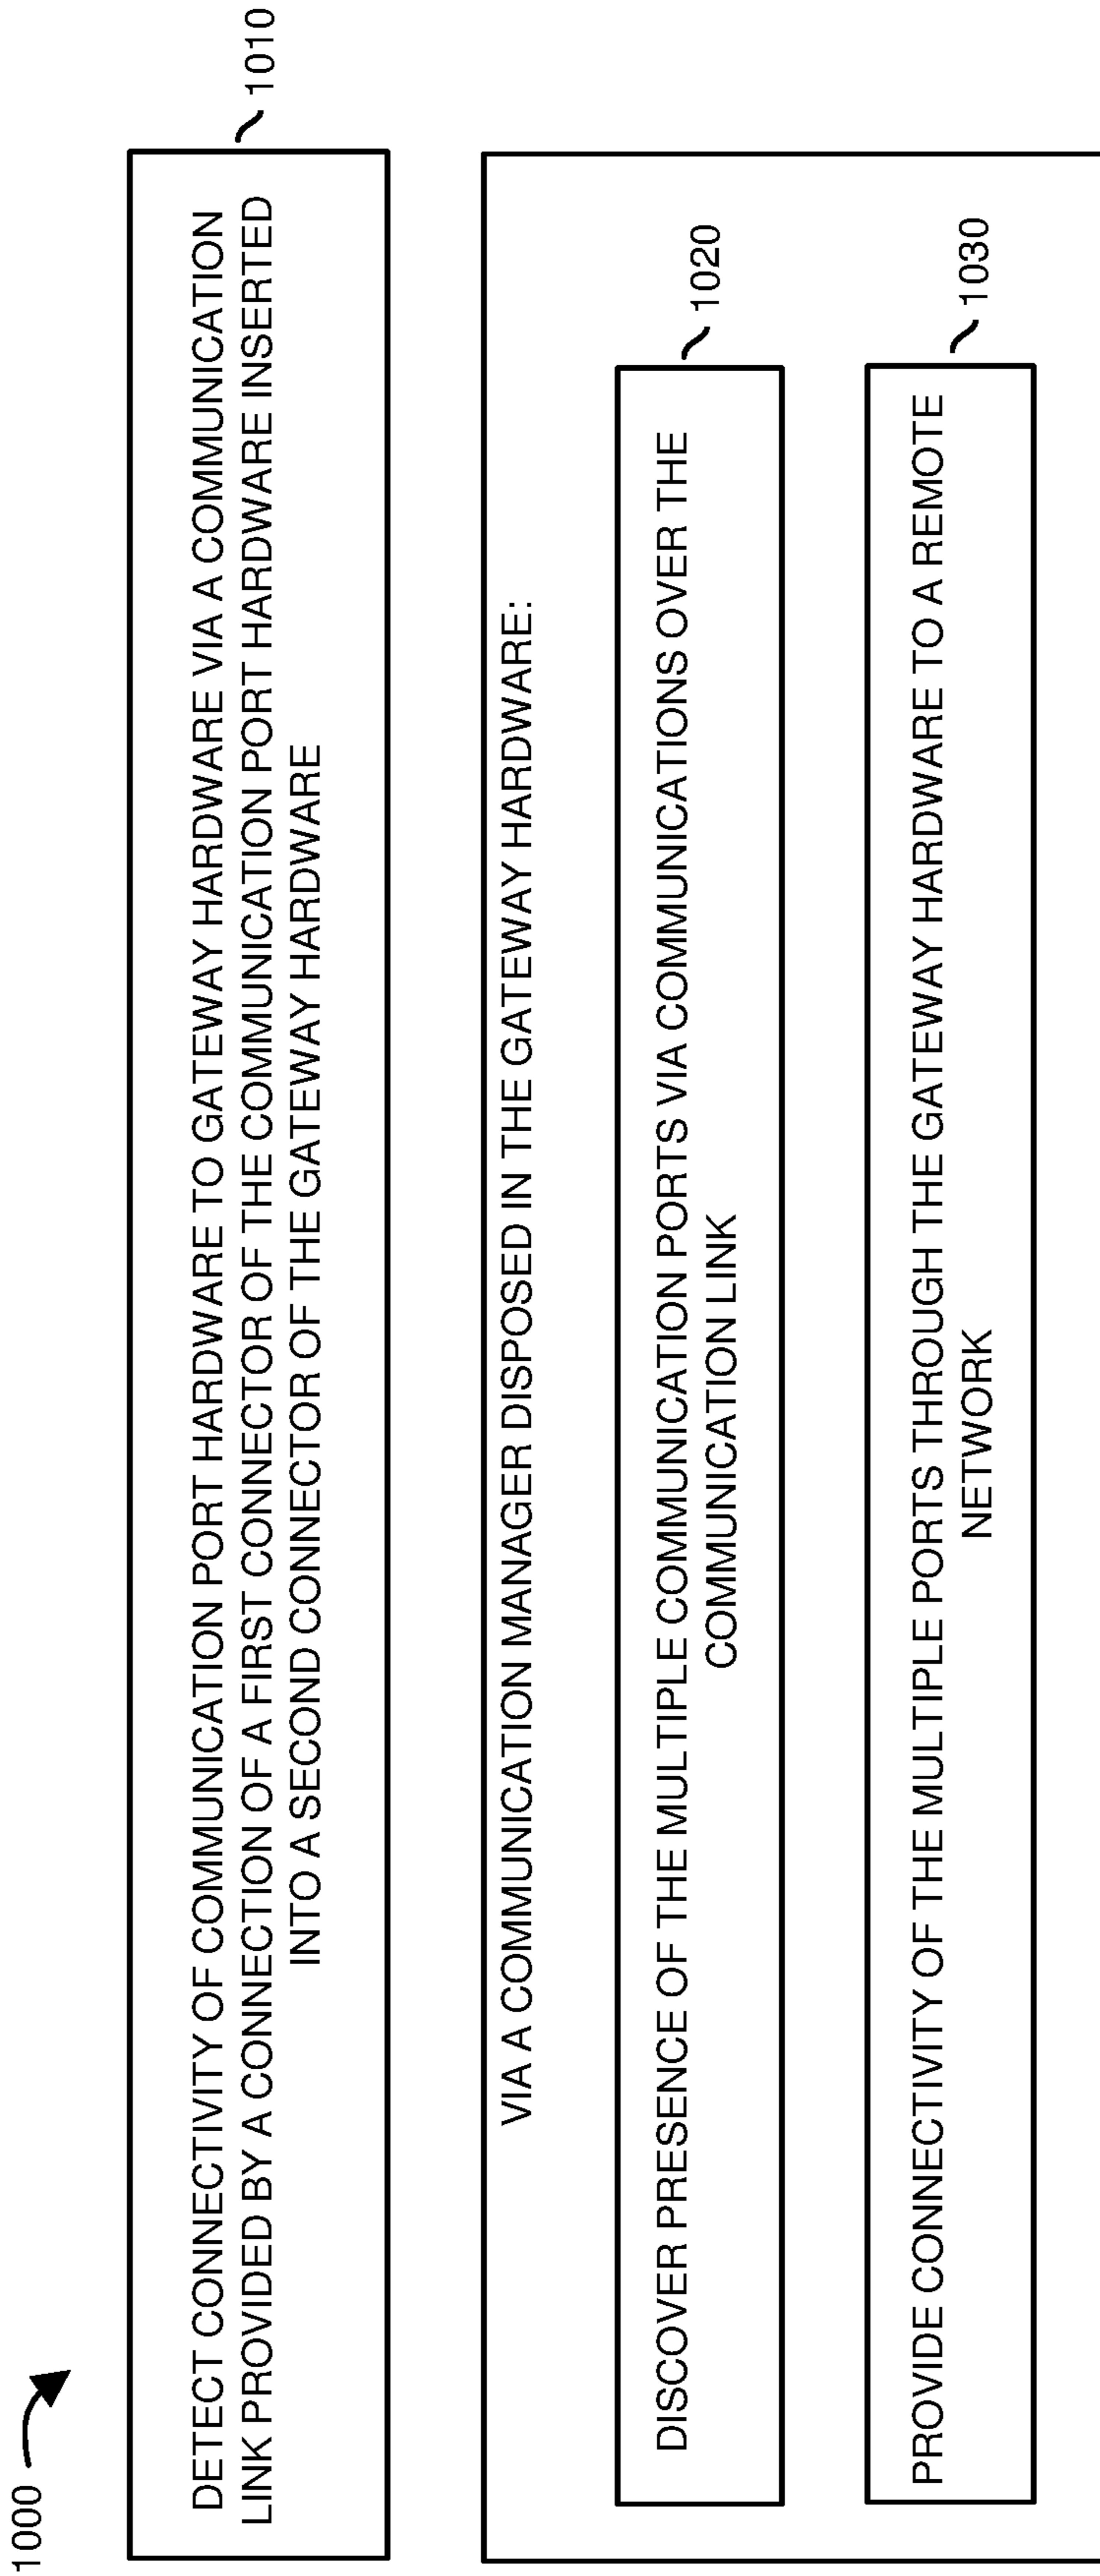 1000
DETECT CONNECTIVITY OF COMMUNICATION PORT HARDWARE TO GATEWAY HARDWARE VIA A COMMUNICATION
LINK PROVIDED BY A CONNECTION OF A FIRST CONNECTOR OF THE COMMUNICATION PORT HARDWARE INSERTED
INTO A SECOND CONNECTOR OF THE GATEWAY HARDWARE
1010
VIA A COMMUNICATION MANAGER DISPOSED IN THE GATEWAY HARDWARE:
DISCOVER PRESENCE OF THE MULTIPLE COMMUNICATION PORTS VIA COMMUNICATIONS OVER THE
COMMUNICATION LINK
1020
PROVIDE CONNECTIVITY OF THE MULTIPLE PORTS THROUGH THE GATEWAY HARDWARE TO A REMOTE
NETWORK
1030